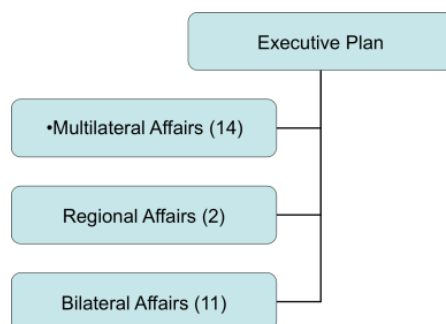 Executive Plan
•Multilateral Affairs (14)
Regional Affairs (2)
Bilateral Affairs (11)